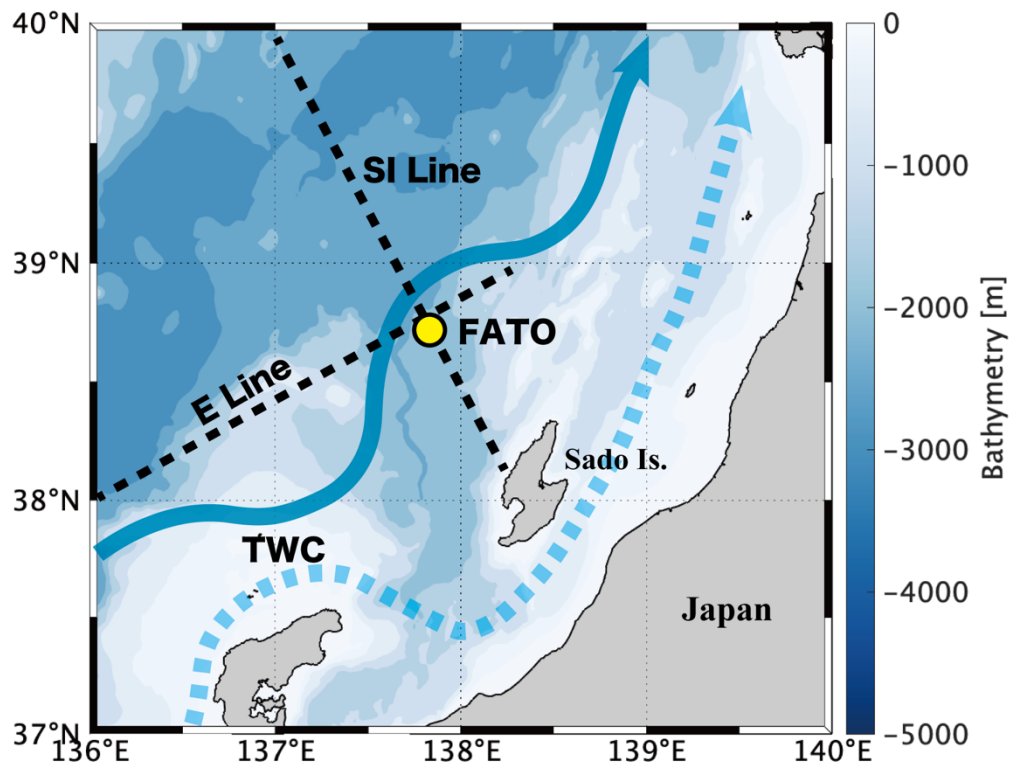 40°N
39°N
38°N
37°N
136°E
137°E
138°E
139°E
140°E
SI Line
FATO
E Line
Sado Is.
TWC
Japan
0
−1000
−2000
−3000
−4000
−5000
Bathymetry [m]